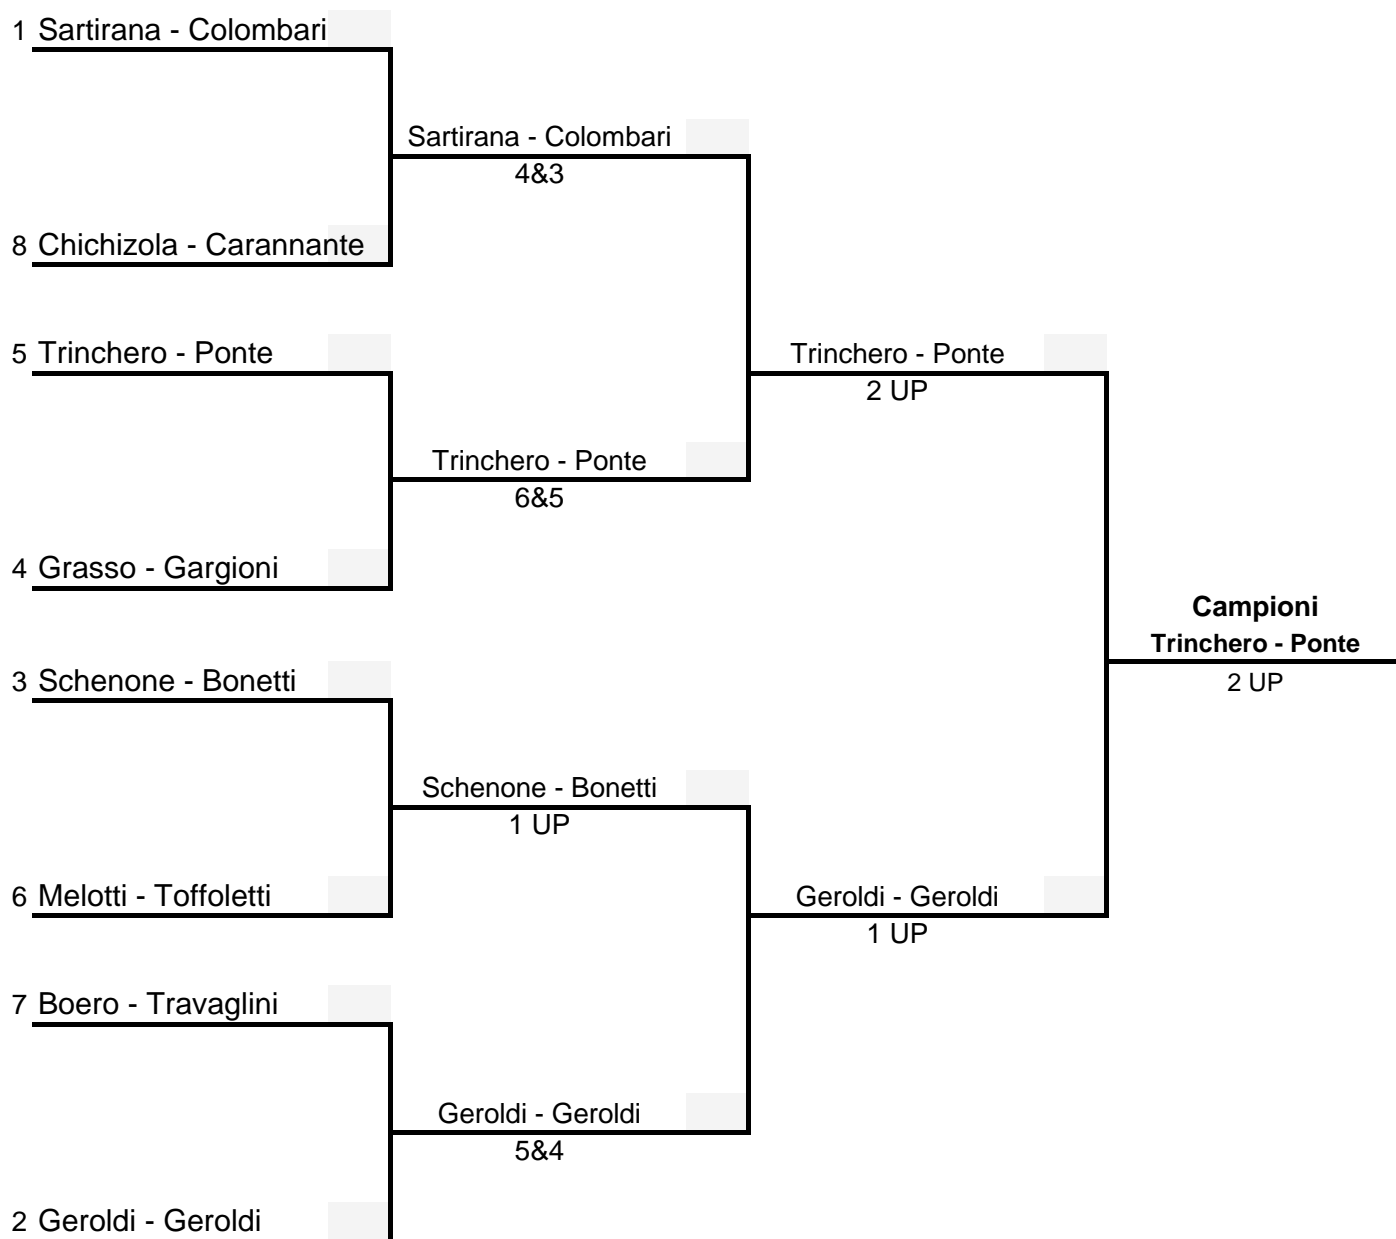 1 Sartirana - Colombari
Sartirana - Colombari
4&3
8 Chichizola - Carannante
5 Trinchero - Ponte
Trinchero - Ponte
2 UP
Trinchero - Ponte
6&5
4 Grasso - Gargioni
Campioni
Trinchero - Ponte
2 UP
3 Schenone - Bonetti
Schenone - Bonetti
1 UP
6 Melotti - Toffoletti
Geroldi - Geroldi
1 UP
7 Boero - Travaglini
Geroldi - Geroldi
5&4
2 Geroldi - Geroldi